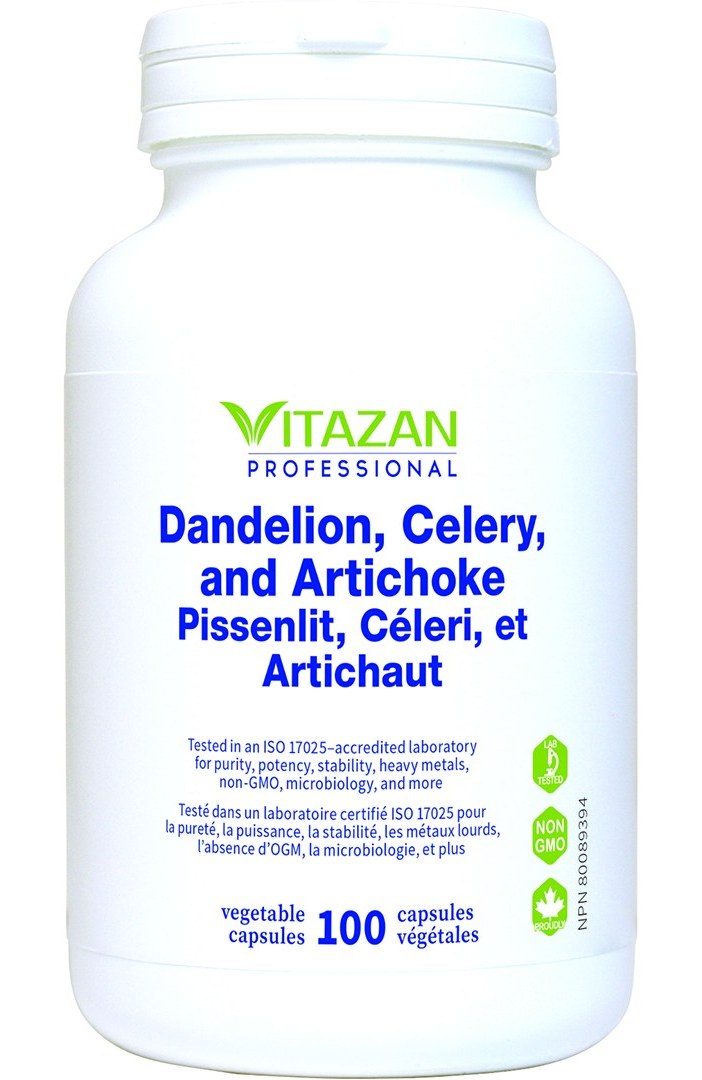 VITAZAN
PROFESSIONAL
Dandelion, Celery,
and Artichoke
Pissenlit, Céleri, et
Artichaut
Tested in an ISO 17025–accredited laboratory
for purity, potency, stability, heavy metals,
non-GMO, microbiology, and more
Testé dans un laboratoire certifié ISO 17025 pour
la pureté, la puissance, la stabilité, les métaux lourds,
l’absence d’OGM, la microbiologie, et plus
LAB
TESTED
NON
GMO
PROUDLY
NPN 80089394
vegetable
capsules
100
capsules
végétales